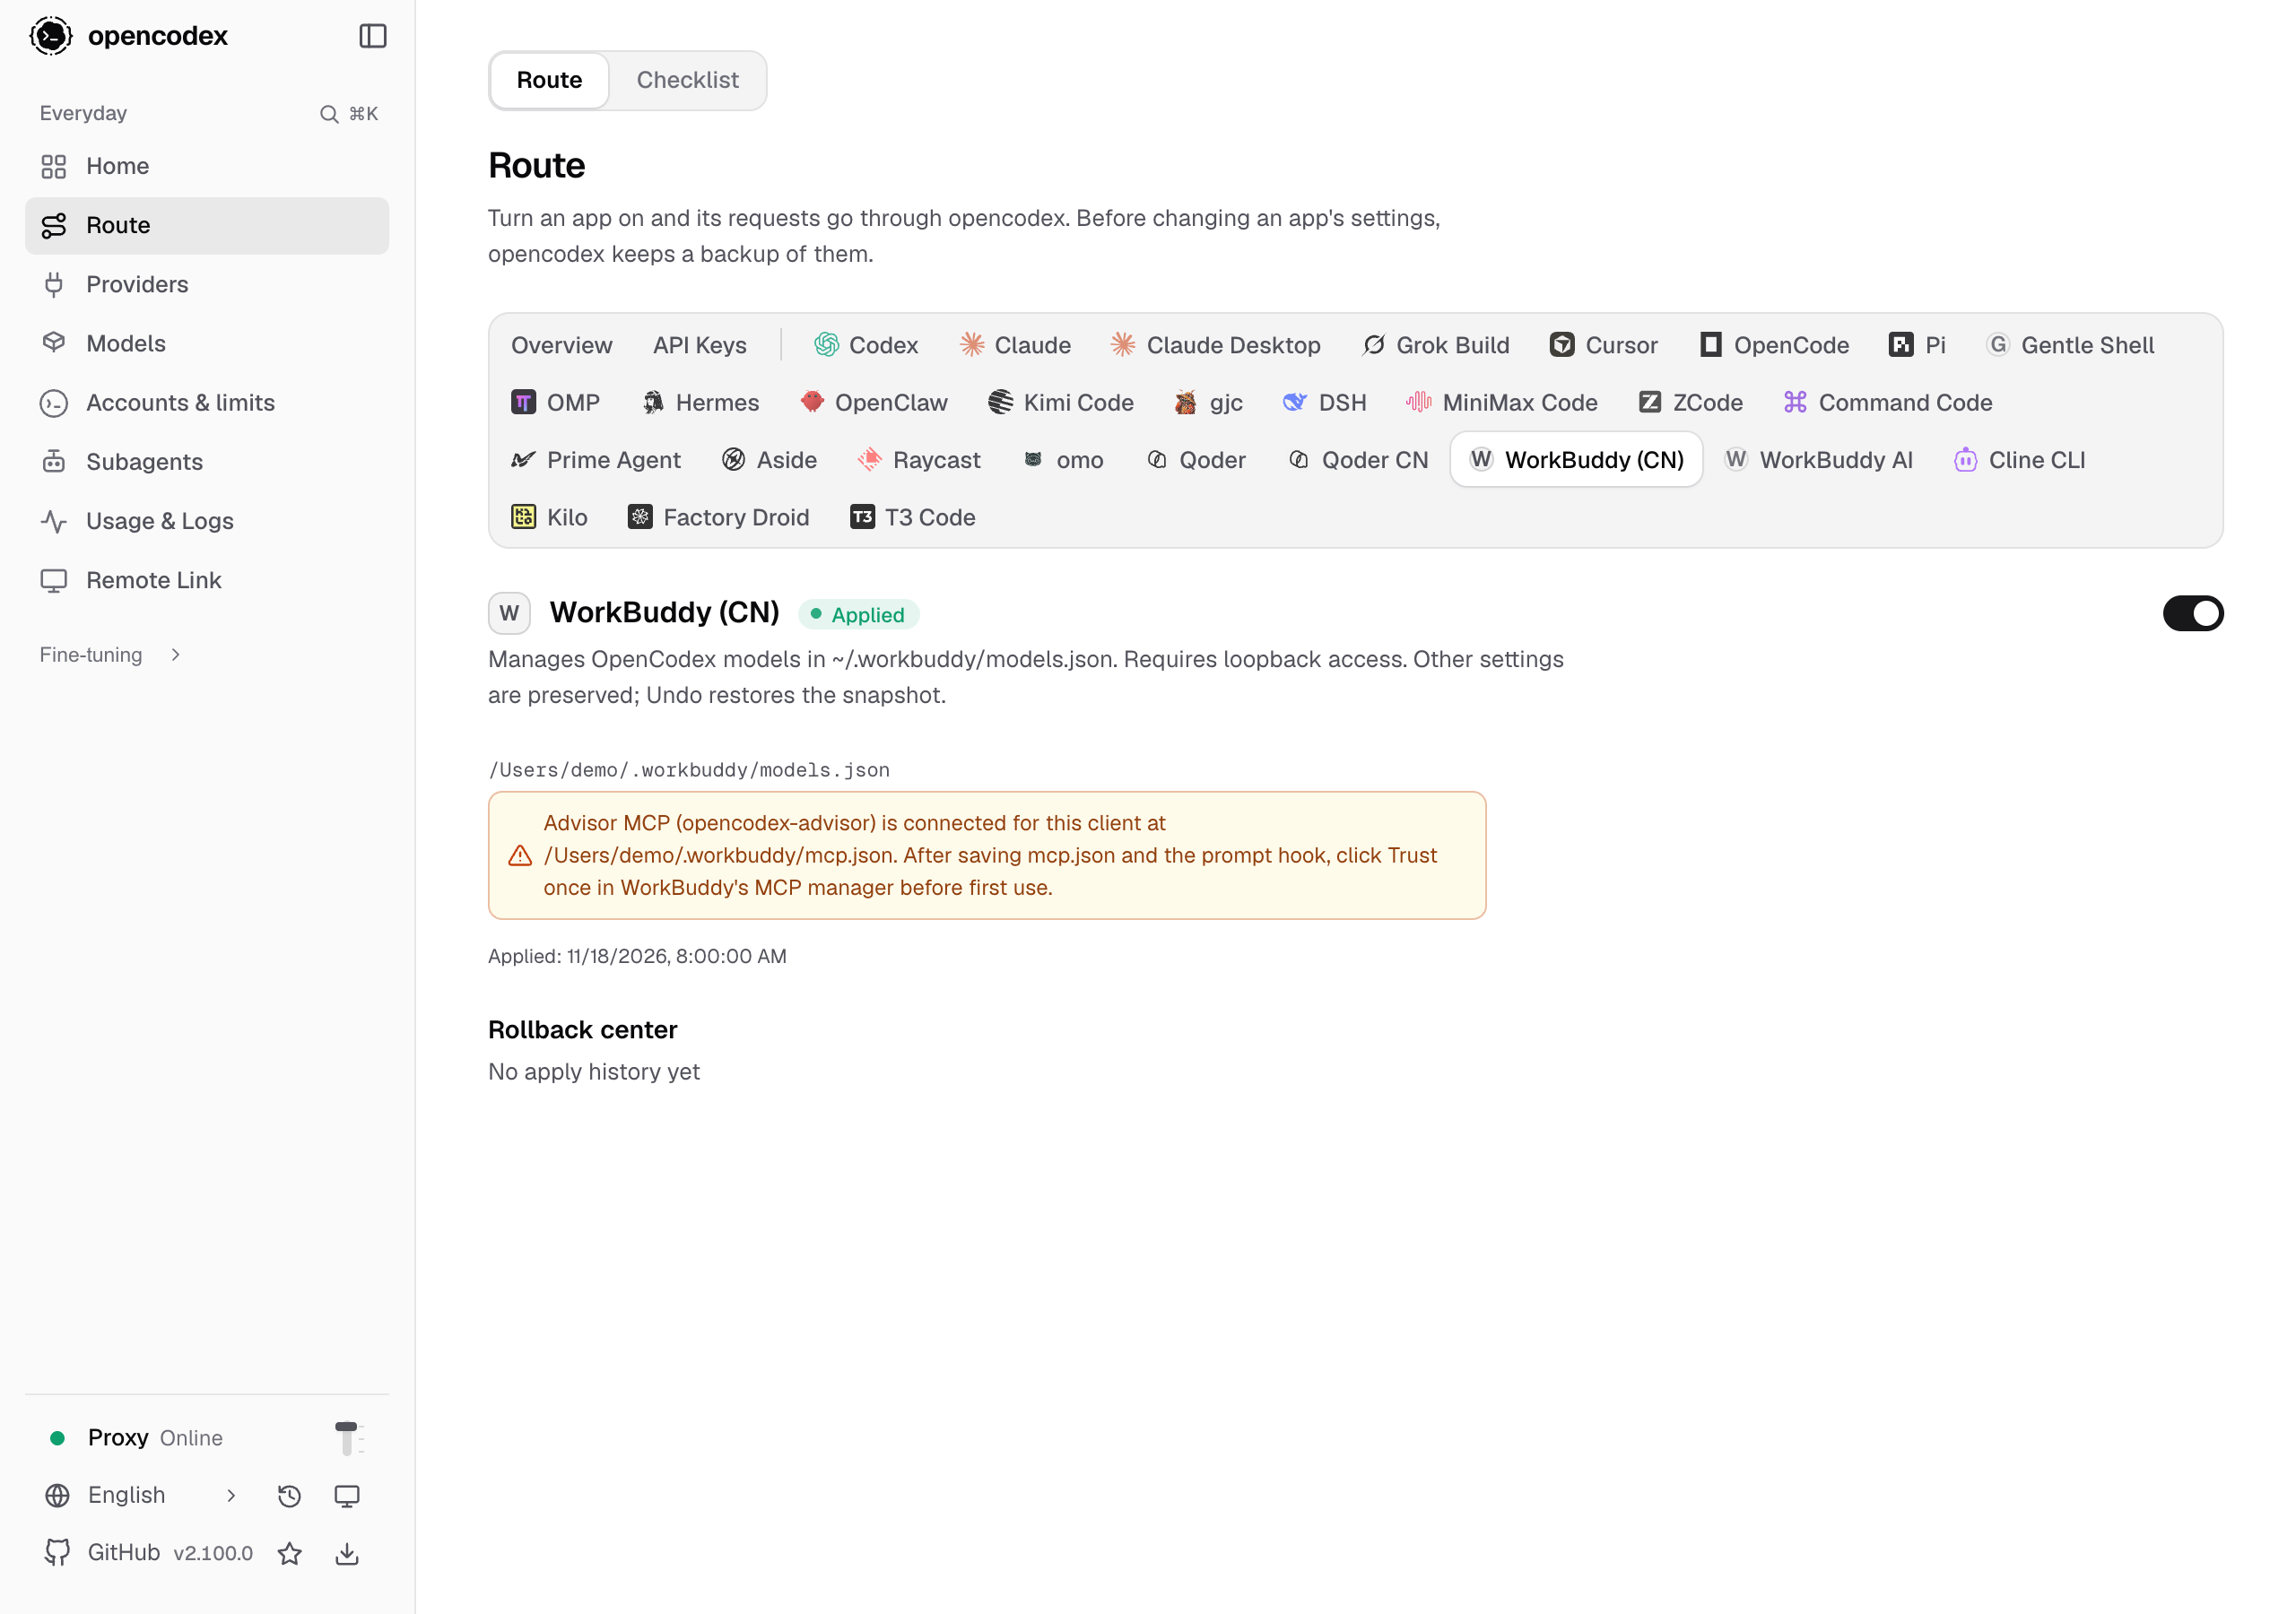 opencodex
Everyday
⌘K
Home
Route
Providers
Models
Accounts & limits
Subagents
Usage & Logs
Remote Link
Fine-tuning
Proxy Online
English
GitHub v2.100.0
Route Checklist
Route
Turn an app on and its requests go through opencodex. Before changing an app's settings,
opencodex keeps a backup of them.
Overview API Keys Codex Claude Claude Desktop Grok Build Cursor OpenCode Pi G Gentle Shell
OMP Hermes OpenClaw Kimi Code gjc DSH MiniMax Code ZCode Command Code
Prime Agent Aside Raycast omo Qoder Qoder CN W WorkBuddy (CN) W WorkBuddy AI Cline CLI
Kilo Factory Droid T3 T3 Code
W WorkBuddy (CN) Applied
Manages OpenCodex models in ~/.workbuddy/models.json. Requires loopback access. Other settings
are preserved; Undo restores the snapshot.
/Users/demo/.workbuddy/models.json
Advisor MCP (opencodex-advisor) is connected for this client at
/Users/demo/.workbuddy/mcp.json. After saving mcp.json and the prompt hook, click Trust
once in WorkBuddy's MCP manager before first use.
Applied: 11/18/2026, 8:00:00 AM
Rollback center
No apply history yet